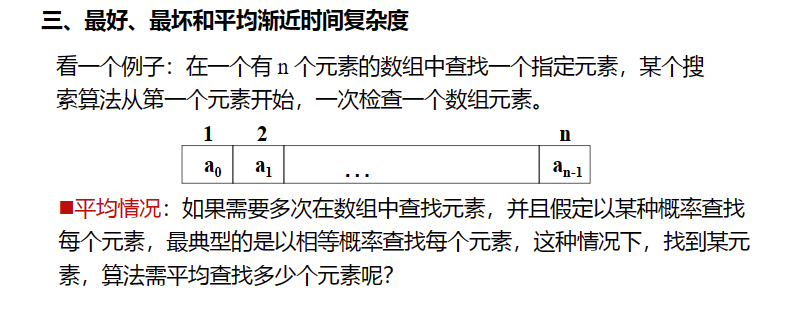 三、最好、最坏和平均渐近时间复杂度
看一个例子：在一个有 n 个元素的数组中查找一个指定元素，某个搜
索算法从第一个元素开始，一次检查一个数组元素。
1 2 n
a0 a1 ... an-1
■平均情况：如果需要多次在数组中查找元素，并且假定以某种概率查找
每个元素，最典型的是以相等概率查找每个元素，这种情况下，找到某元
素，算法需平均查找多少个元素呢？